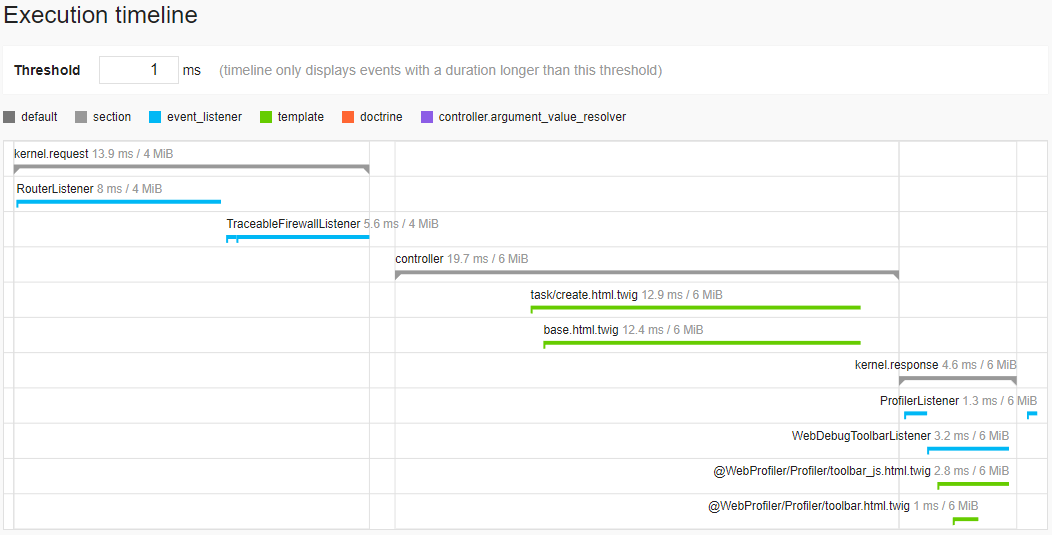 Execution timeline
Threshold 1 ms (timeline only displays events with a duration longer than this threshold)
default section event_listener template doctrine controller.argument_value_resolver
kernel.request 13.9 ms / 4 MiB
RouterListener 8 ms / 4 MiB
TraceableFirewallListener 5.6 ms / 4 MiB
controller 19.7 ms / 6 MiB
task/create.html.twig 12.9 ms / 6 MiB
base.html.twig 12.4 ms / 6 MiB
kernel.response 4.6 ms / 6 MiB
ProfilerListener 1.3 ms / 6 MiB
WebDebugToolbarListener 3.2 ms / 6 MiB
@WebProfiler/Profiler/toolbar_js.html.twig 2.8 ms / 6 MiB
@WebProfiler/Profiler/toolbar.html.twig 1 ms / 6 MiB